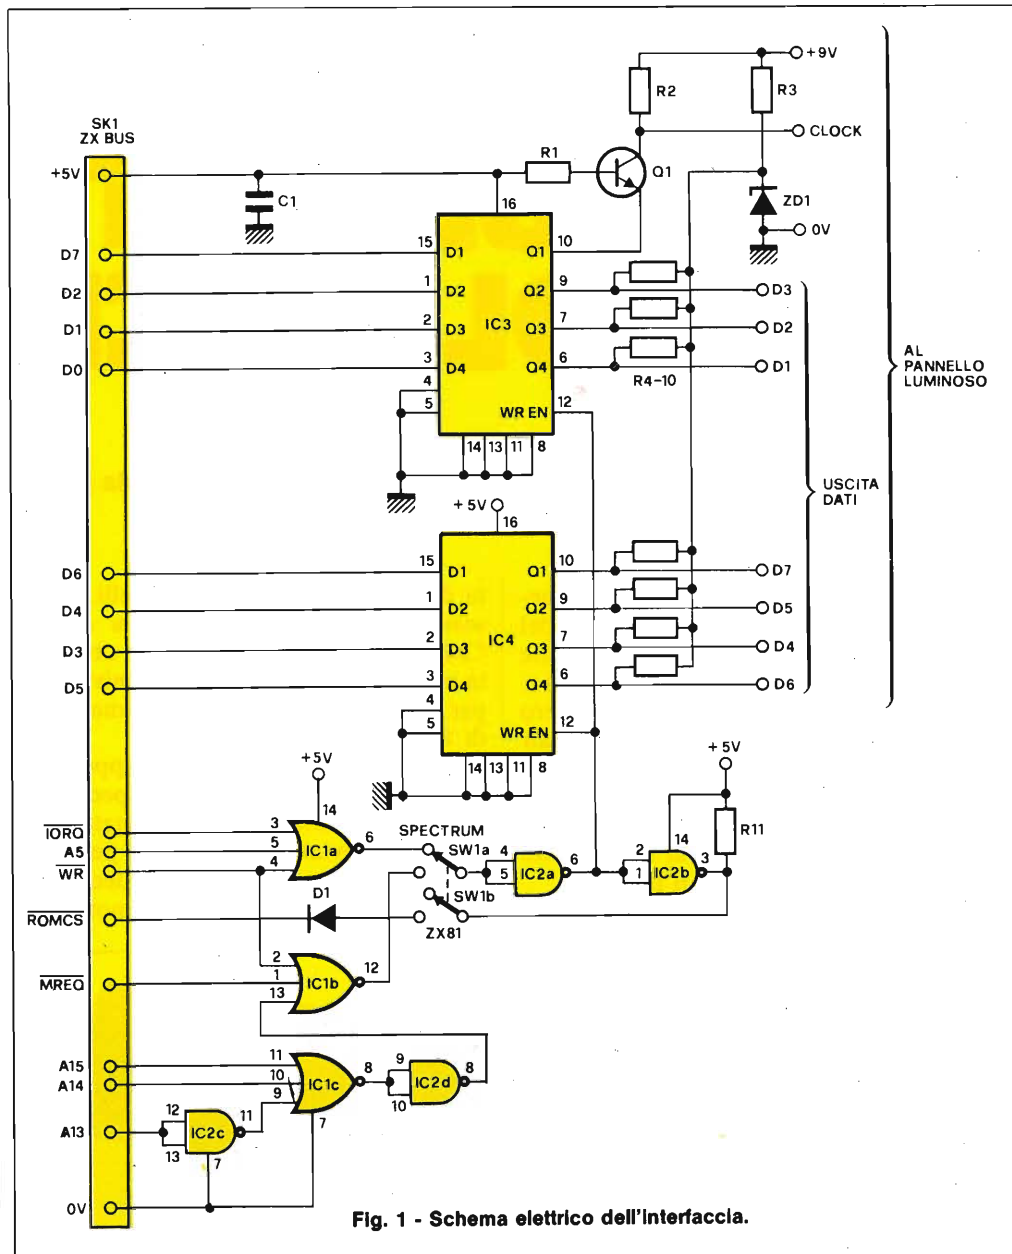 +9V
R2
R3
SK1
ZX BUS
CLOCK
+5V
R1
Q1
C1
16
ZD1
0V
D7
15
D1
Q1
10
D2
1
D2
Q2
9
D3
D1
2
D3
IC3
Q3
7
D2
D0
3
D4
Q4
6
D1
R4-10
4
5
WR EN
12
14
13
11
8
AL
PANNELLO
LUMINOSO
USCITA
DATI
+5V
16
D6
15
D1
Q1
10
D7
D4
1
D2
Q2
9
D5
D3
2
D3
IC4
Q3
7
D4
D5
3
D4
Q4
6
D6
4
5
WR EN
12
14
13
11
8
+5V
+5V
14
IORQ
3
A5
5
WR
4
IC1a
6
SPECTRUM
SW1a
4
5
IC2a
6
2
1
14
IC2b
3
R11
D1
SW1b
ROMCS
ZX81
2
MREQ
1
13
IC1b
12
A15
11
A14
10
9
IC1c
8
7
9
10
IC2d
8
A13
12
13
IC2c
11
7
0V
Fig. 1 - Schema elettrico dell'interfaccia.